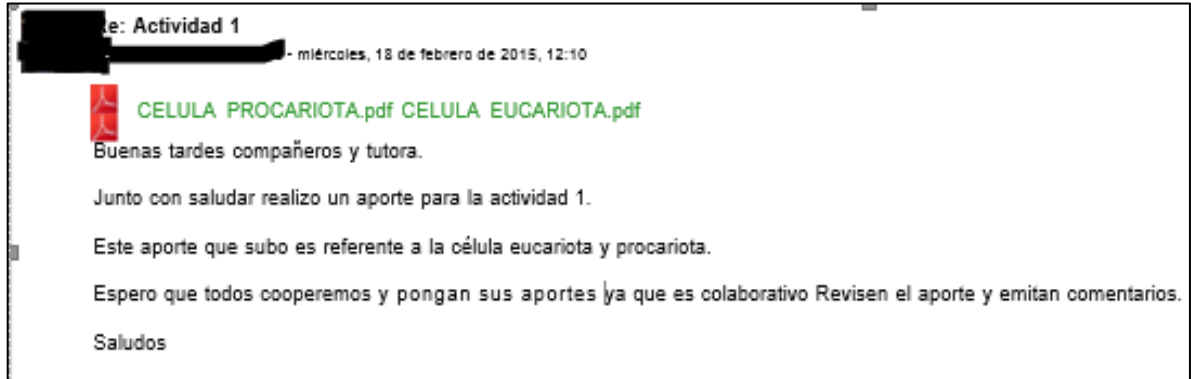 e: Actividad 1
- miércoles, 18 de febrero de 2015, 12:10
CELULA PROCARIOTA.pdf CELULA EUCARIOTA.pdf
Buenas tardes compañeros y tutora.
Junto con saludar realizo un aporte para la actividad 1.
Este aporte que subo es referente a la célula eucariota y procariota.
Espero que todos cooperemos y pongan sus aportes ya que es colaborativo Revisen el aporte y emitan comentarios.
Saludos